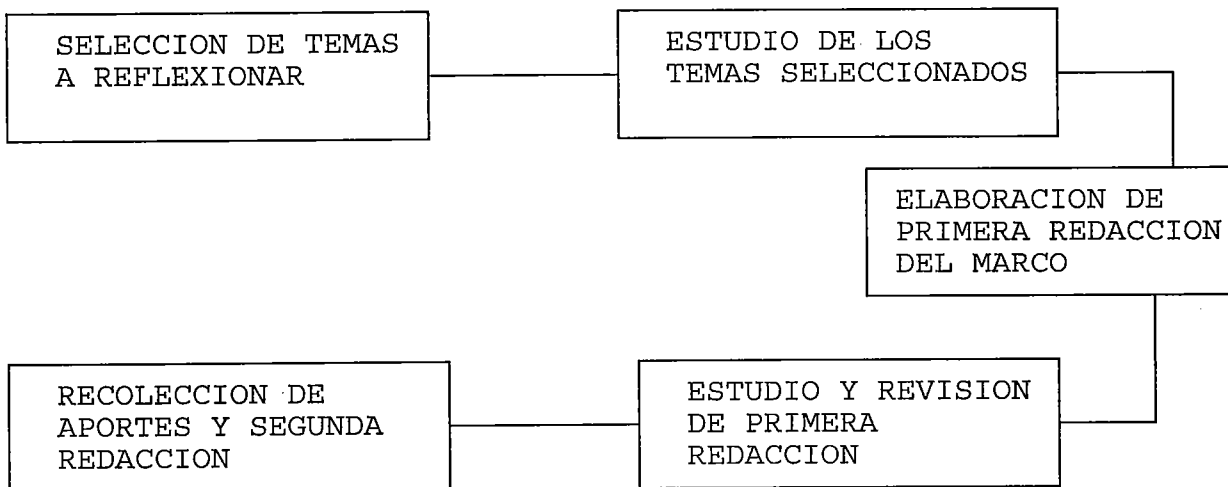 SELECCION DE TEMAS
A REFLEXIONAR
ESTUDIO DE LOS
TEMAS SELECCIONADOS
ELABORACION DE
PRIMERA REDACCION
DEL MARCO
RECOLECCION DE
APORTES Y SEGUNDA
REDACCION
ESTUDIO Y REVISION
DE PRIMERA
REDACCION